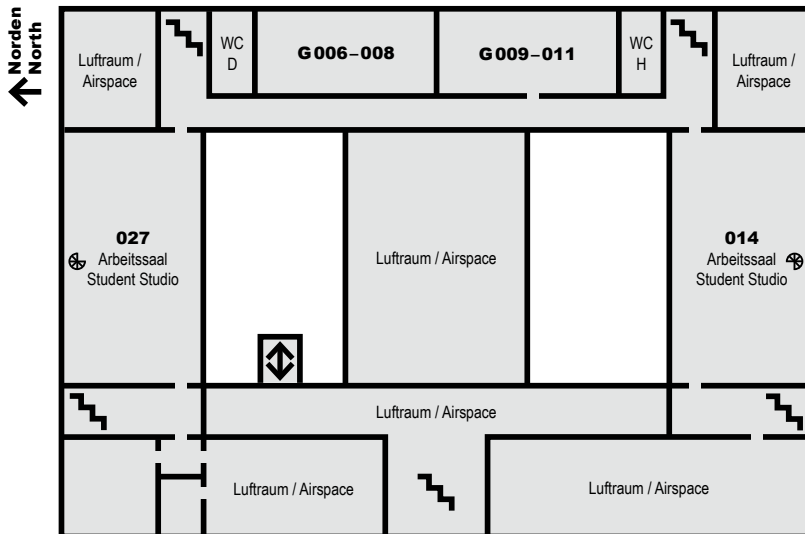 Norden
North
Luftraum /
Airspace
WC
D
G006–008
G009–011
WC
H
Luftraum /
Airspace
027
Arbeitssaal
Student Studio
Luftraum / Airspace
014
Arbeitssaal
Student Studio
Luftraum / Airspace
Luftraum / Airspace
Luftraum / Airspace